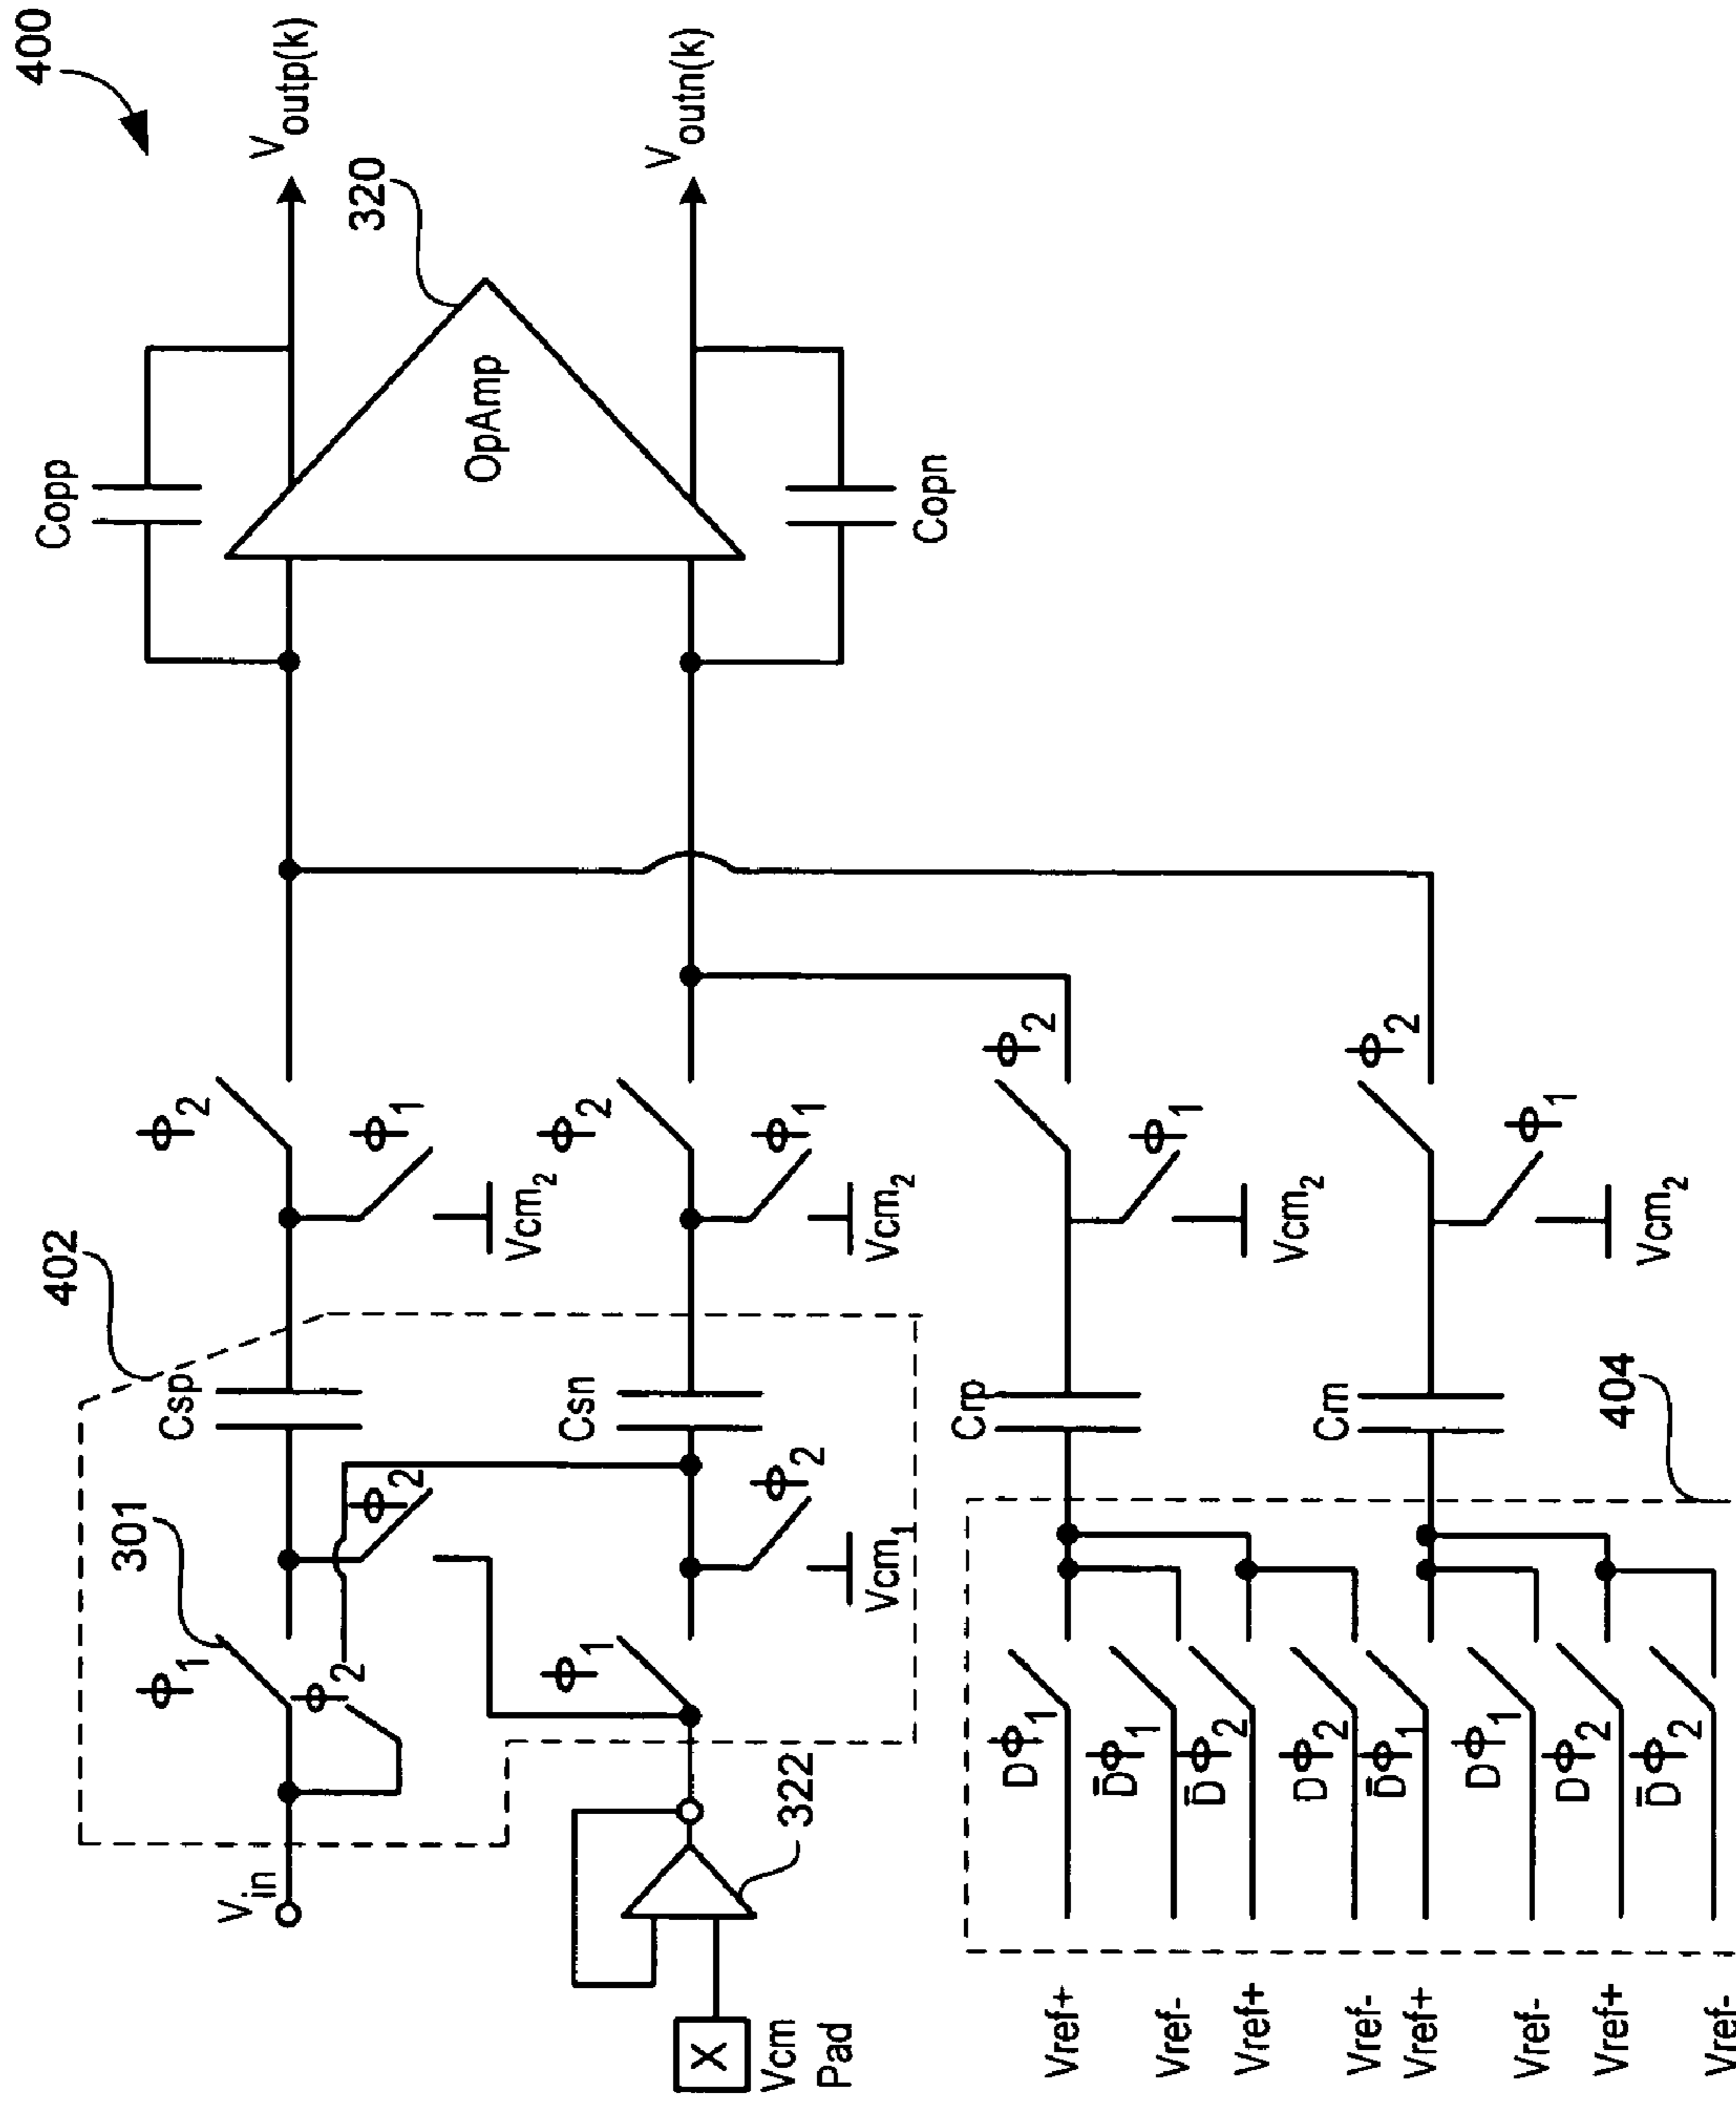 400
V outp(k)
320
V outn(k)
Copp
OpAmp
Copn
402
ϕ2
ϕ1
Vcm2
ϕ2
ϕ1
Vcm2
ϕ2
ϕ1
Vcm2
ϕ2
ϕ1
Vcm2
301
Csp
Csn
Crp
Crn
404
ϕ1
ϕ2
ϕ2
ϕ1
ϕ2
Vcm1
Vin
322
X
Vcm
Pad
Dϕ1
D̄ϕ1
D̄ϕ2
Dϕ2
D̄ϕ1
Dϕ1
Dϕ2
D̄ϕ2
Vref+
Vref-
Vref+
Vref-
Vref+
Vref-
Vref+
Vref-